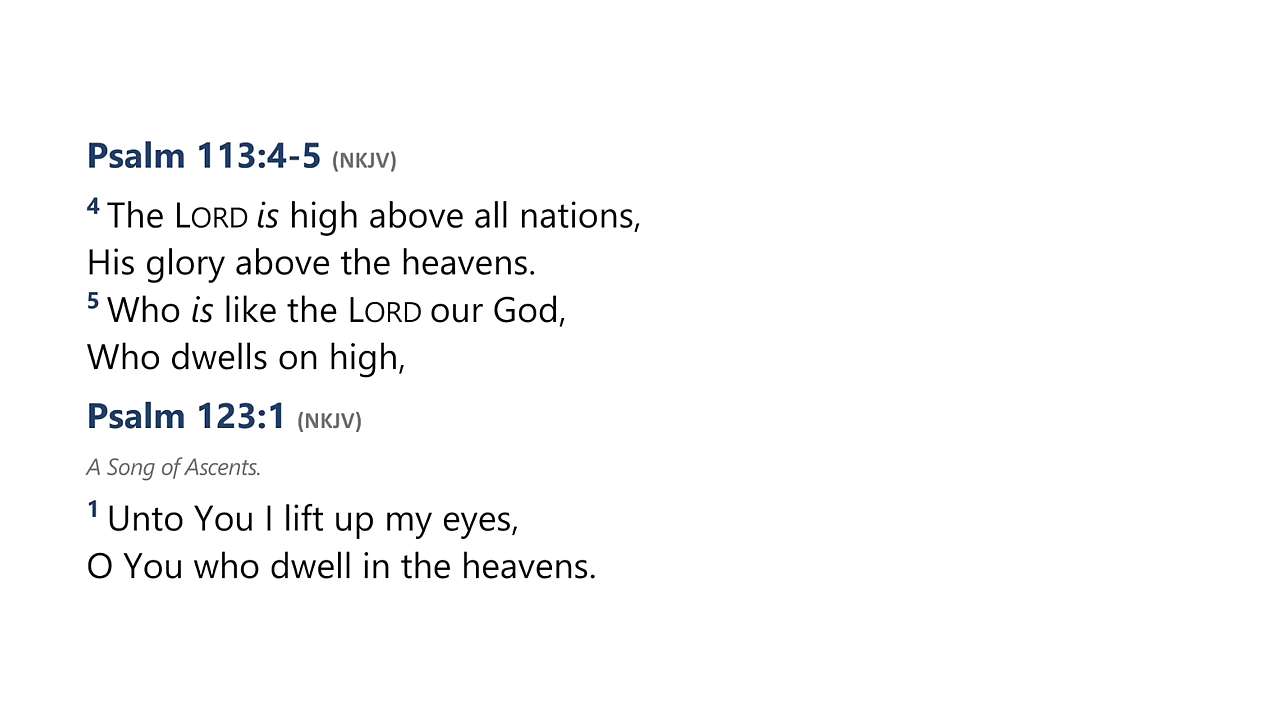 Psalm 113:4-5 (NKJV)
4 The LORD is high above all nations,
His glory above the heavens.
5 Who is like the LORD our God,
Who dwells on high,
Psalm 123:1 (NKJV)
A Song of Ascents.
1 Unto You I lift up my eyes,
O You who dwell in the heavens.